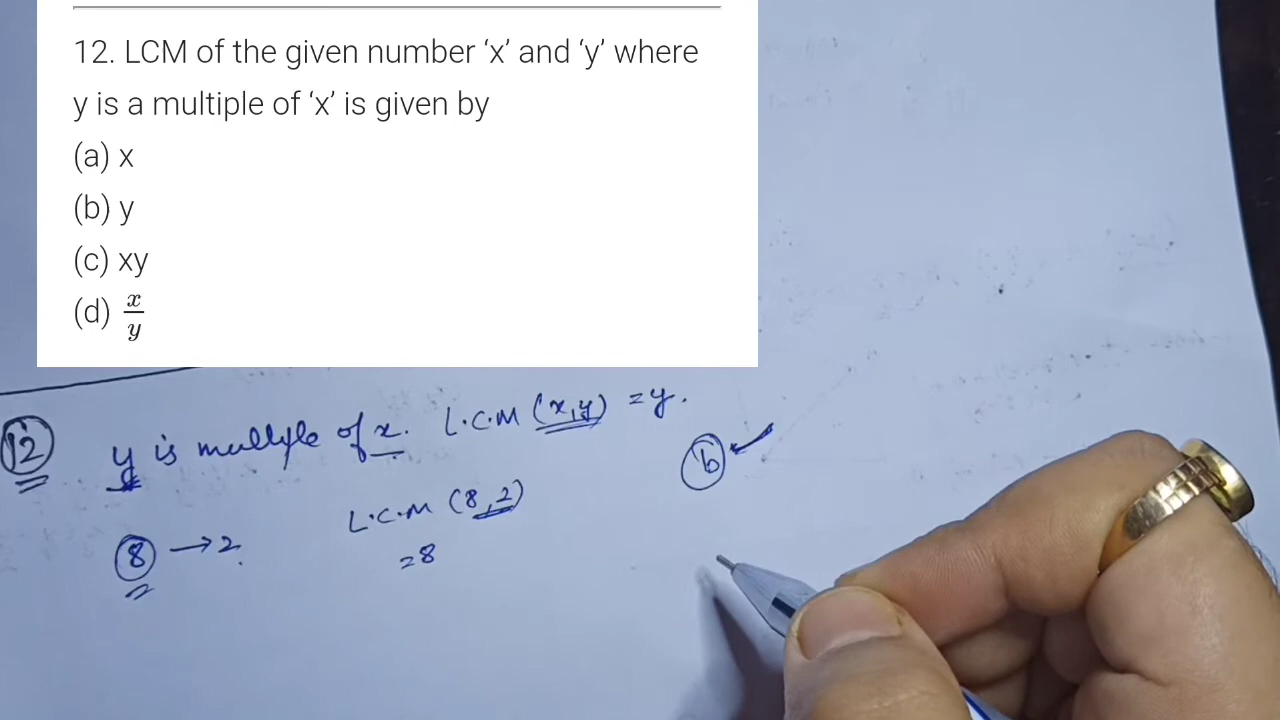 12. LCM of the given number ‘x’ and ‘y’ where
y is a multiple of ‘x’ is given by
(a) x
(b) y
(c) xy
(d) x/y
12 y is multyle of x. L.C.M (x,y) = y.
b
L.C.M (8,2)
8 → 2.
= 8